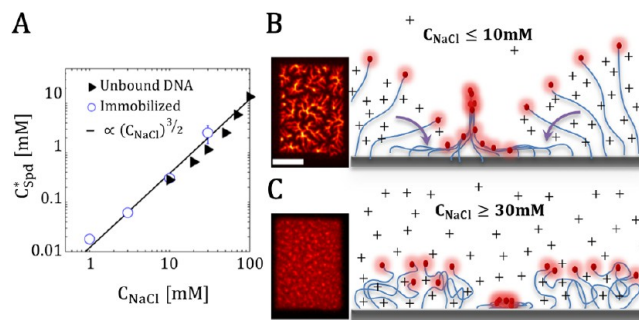 A
C*Spd [mM]
10
1
0.1
0.01
▶ Unbound DNA
○ Immobilized
– ∝ (CNaCl)3/2
1 10 100
CNaCl [mM]
B
CNaCl ≤ 10mM
C
CNaCl ≥ 30mM